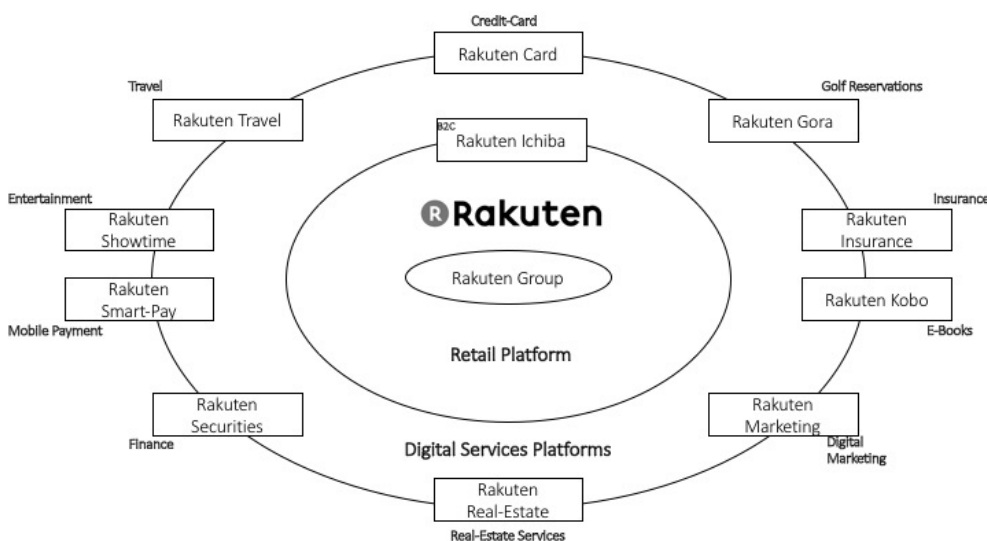 Credit-Card
Rakuten Card
Travel
Rakuten Travel
Golf Reservations
Rakuten Gora
B2C
Rakuten Ichiba
Entertainment
Rakuten
Showtime
R Rakuten
Insurance
Rakuten
Insurance
Rakuten Group
Rakuten
Smart-Pay
Mobile Payment
Rakuten Kobo
E-Books
Retail Platform
Rakuten
Securities
Finance
Rakuten
Marketing
Digital
Marketing
Digital Services Platforms
Rakuten
Real-Estate
Real-Estate Services